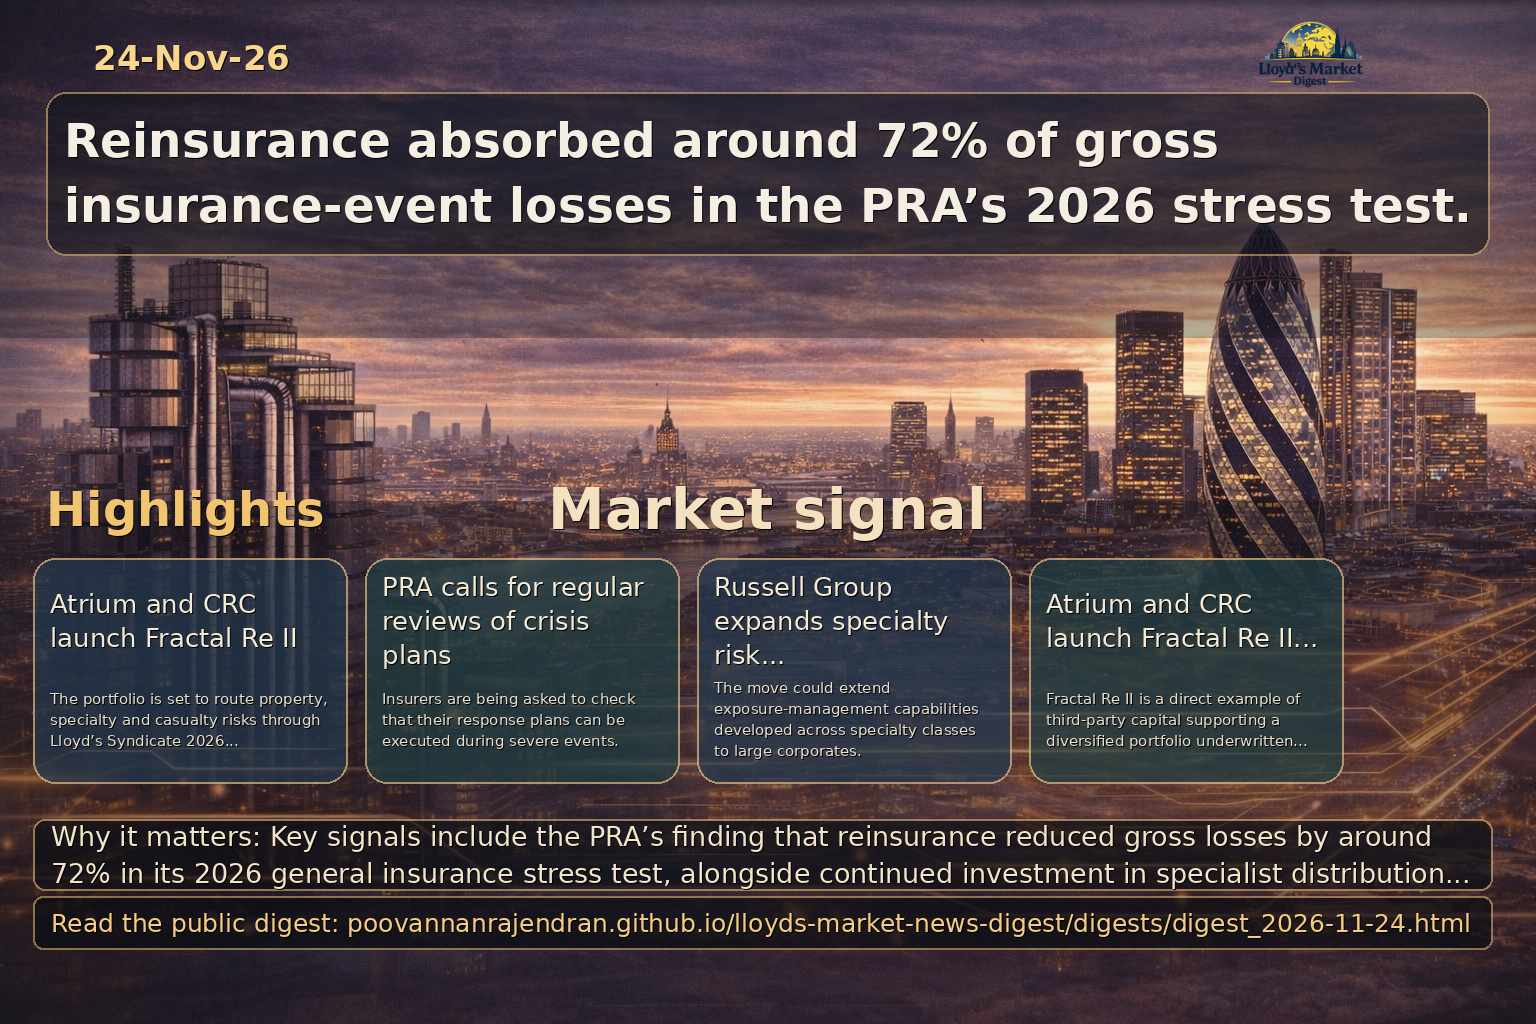 24-Nov-26
Lloyd's Market
Digest
Reinsurance absorbed around 72% of gross
insurance-event losses in the PRA’s 2026 stress test.
Highlights
Market signal
Atrium and CRC
launch Fractal Re II
The portfolio is set to route property,
specialty and casualty risks through
Lloyd’s Syndicate 2026...
PRA calls for regular
reviews of crisis
plans
Insurers are being asked to check
that their response plans can be
executed during severe events.
Russell Group
expands specialty
risk...
The move could extend
exposure-management capabilities
developed across specialty classes
to large corporates.
Atrium and CRC
launch Fractal Re II...
Fractal Re II is a direct example of
third-party capital supporting a
diversified portfolio underwritten...
Why it matters: Key signals include the PRA’s finding that reinsurance reduced gross losses by around
72% in its 2026 general insurance stress test, alongside continued investment in specialist distribution...
Read the public digest: poovannanrajendran.github.io/lloyds-market-news-digest/digests/digest_2026-11-24.html